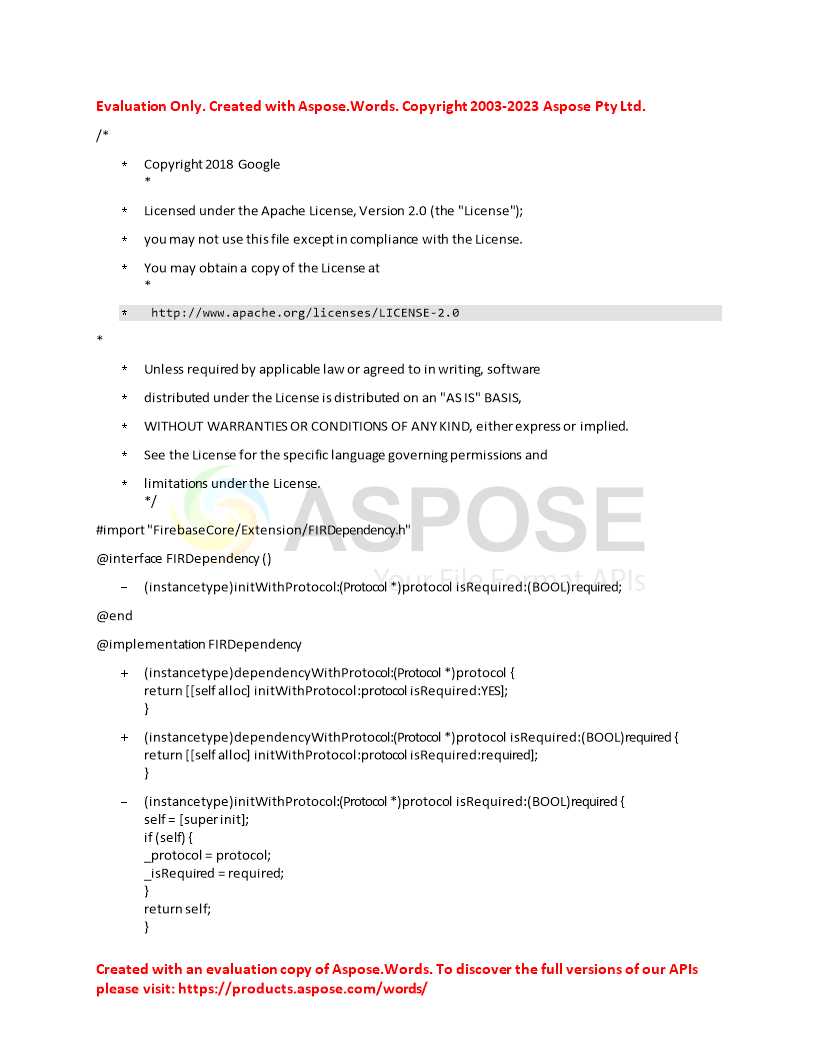 Evaluation Only. Created with Aspose.Words. Copyright 2003-2023 Aspose Pty Ltd.
/*
* Copyright 2018 Google
*
* Licensed under the Apache License, Version 2.0 (the "License");
* you may not use this file except in compliance with the License.
* You may obtain a copy of the License at
*
* http://www.apache.org/licenses/LICENSE-2.0
*
* Unless required by applicable law or agreed to in writing, software
* distributed under the License is distributed on an "AS IS" BASIS,
* WITHOUT WARRANTIES OR CONDITIONS OF ANY KIND, either express or implied.
* See the License for the specific language governing permissions and
* limitations under the License.
*/
ASPOSE
#import "FirebaseCore/Extension/FIRDependency.h"
@interface FIRDependency ()
Your File Format APIs
– (instancetype)initWithProtocol:(Protocol *)protocol isRequired:(BOOL)required;
@end
@implementation FIRDependency
+ (instancetype)dependencyWithProtocol:(Protocol *)protocol {
return [[self alloc] initWithProtocol:protocol isRequired:YES];
}
+ (instancetype)dependencyWithProtocol:(Protocol *)protocol isRequired:(BOOL)required {
return [[self alloc] initWithProtocol:protocol isRequired:required];
}
– (instancetype)initWithProtocol:(Protocol *)protocol isRequired:(BOOL)required {
self = [super init];
if (self) {
_protocol = protocol;
_isRequired = required;
}
return self;
}
Created with an evaluation copy of Aspose.Words. To discover the full versions of our APIs
please visit: https://products.aspose.com/words/